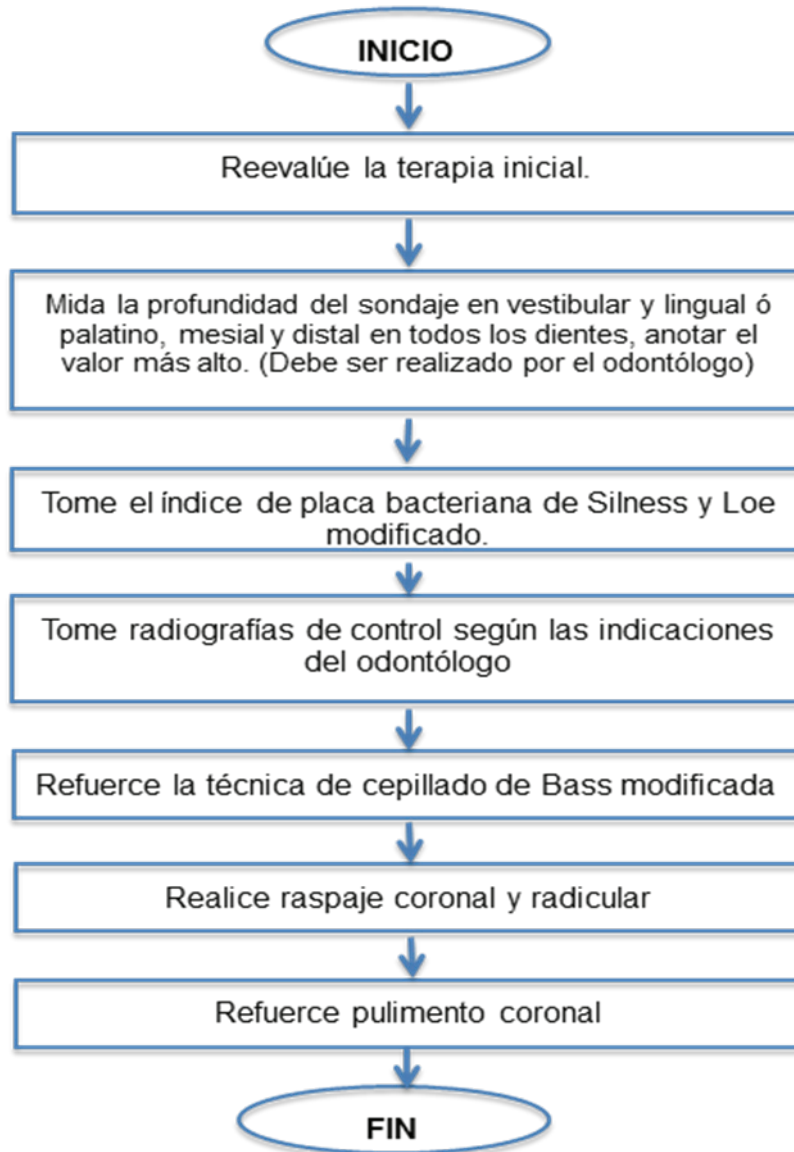 INICIO
Reevalúe la terapia inicial.
Mida la profundidad del sondaje en vestibular y lingual ó
palatino, mesial y distal en todos los dientes, anotar el
valor más alto. (Debe ser realizado por el odontólogo)
Tome el índice de placa bacteriana de Silness y Loe
modificado.
Tome radiografías de control según las indicaciones
del odontólogo
Refuerce la técnica de cepillado de Bass modificada
Realice raspaje coronal y radicular
Refuerce pulimento coronal
FIN